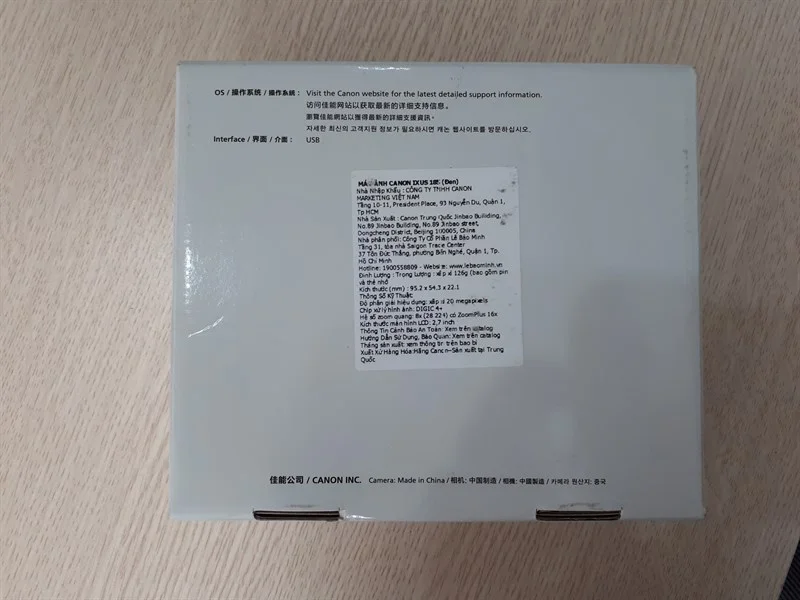 OS / 操作系统 / 操作系統 : Visit the Canon website for the latest detailed support information.
访问佳能网站以获取最新的详细支持信息。
瀏覽佳能網站以獲得最新的詳細支援資訊。
자세한 최신의 고객지원 정보가 필요하시면 캐논 웹사이트를 방문하십시오.
Interface / 界面 / 介面 : USB
MÁY ẢNH CANON IXUS 185 (Đen)
Nhà Nhập Khẩu : CÔNG TY TNHH CANON
MARKETING VIỆT NAM
Tầng 10-11, President Place, 93 Nguyễn Du, Quận 1,
Tp HCM
Nhà Sản Xuất : Canon Trung Quốc Jinbao Builiding,
No.89 Jinbao street,
Dongcheng District, Beijing 100005, China
Nhà phân phối: Công Ty Cổ Phần Lê Bảo Minh
Tầng 31, tòa nhà Saigon Trace Center
37 Tôn Đức Thắng, phường Bến Nghé, Quận 1, Tp.
Hồ Chí Minh
Hotline: 1900558809 - Website: www.lebaominh.vn
Định Lượng : Trọng Lượng : xấp xỉ 126g (bao gồm pin
và thẻ nhớ
Kích thước (mm) : 95.2 x 54.3 x 22.1
Thông Số Kỹ Thuật:
Độ phân giải hiệu dụng: xấp xỉ 20 megapixels
Chip xử lý hình ảnh: DIGIC 4+
Hệ số zoom quang: 8x (28 224) có ZoomPlus 16x
Kích thước màn hình LCD: 2,7 inch
Thông Tin Cảnh Báo An Toàn: Xem trên catalog
Hướng Dẫn Sử Dụng, Bảo Quản: Xem trên catalog
Tháng sản xuất: xem thông tin trên bao bì
Xuất Xứ Hàng Hóa:Hãng Canon-Sản xuất tại Trung
Quốc
佳能公司 / CANON INC. Camera: Made in China / 相机: 中国制造 / 相機: 中國製造 / 카메라 원산지: 중국